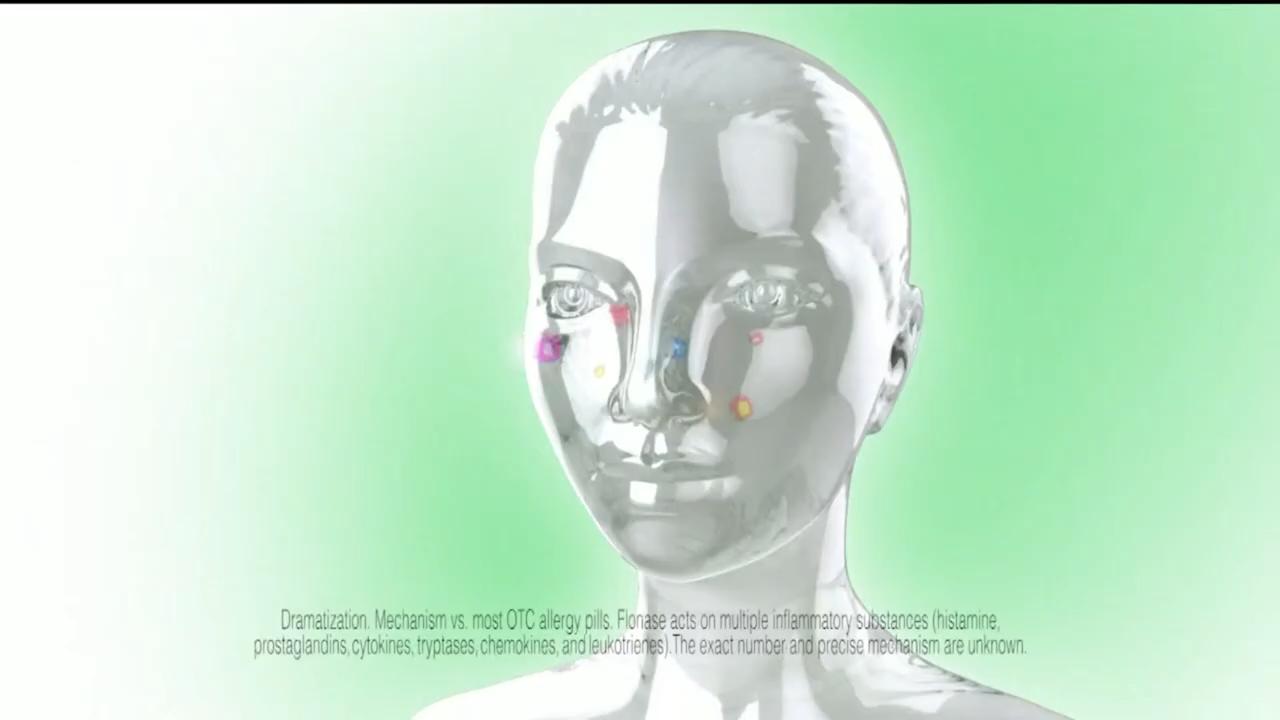 Dramatization. Mechanism vs. most OTC allergy pills. Flonase acts on multiple inflammatory substances (histamine,
prostaglandins, cytokines, tryptases, chemokines, and leukotrienes).The exact number and precise mechanism are unknown.